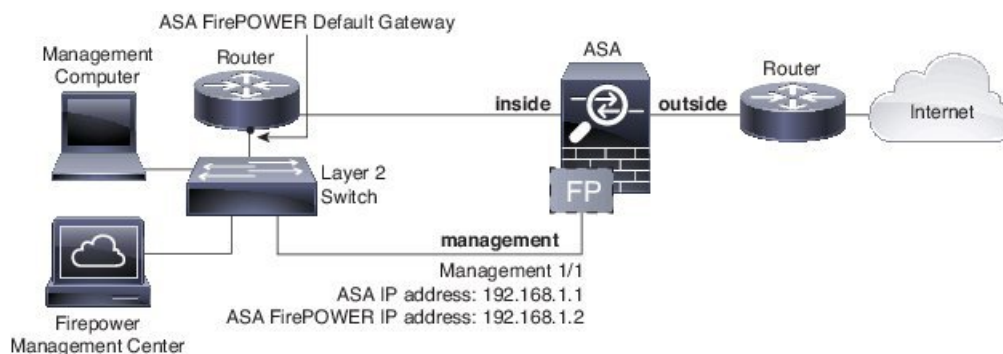 ASA FirePOWER Default Gateway
Management
Computer
Router
ASA
Router
inside
outside
Internet
Layer 2
Switch
FP
management
Management 1/1
ASA IP address: 192.168.1.1
ASA FirePOWER IP address: 192.168.1.2
Firepower
Management Center